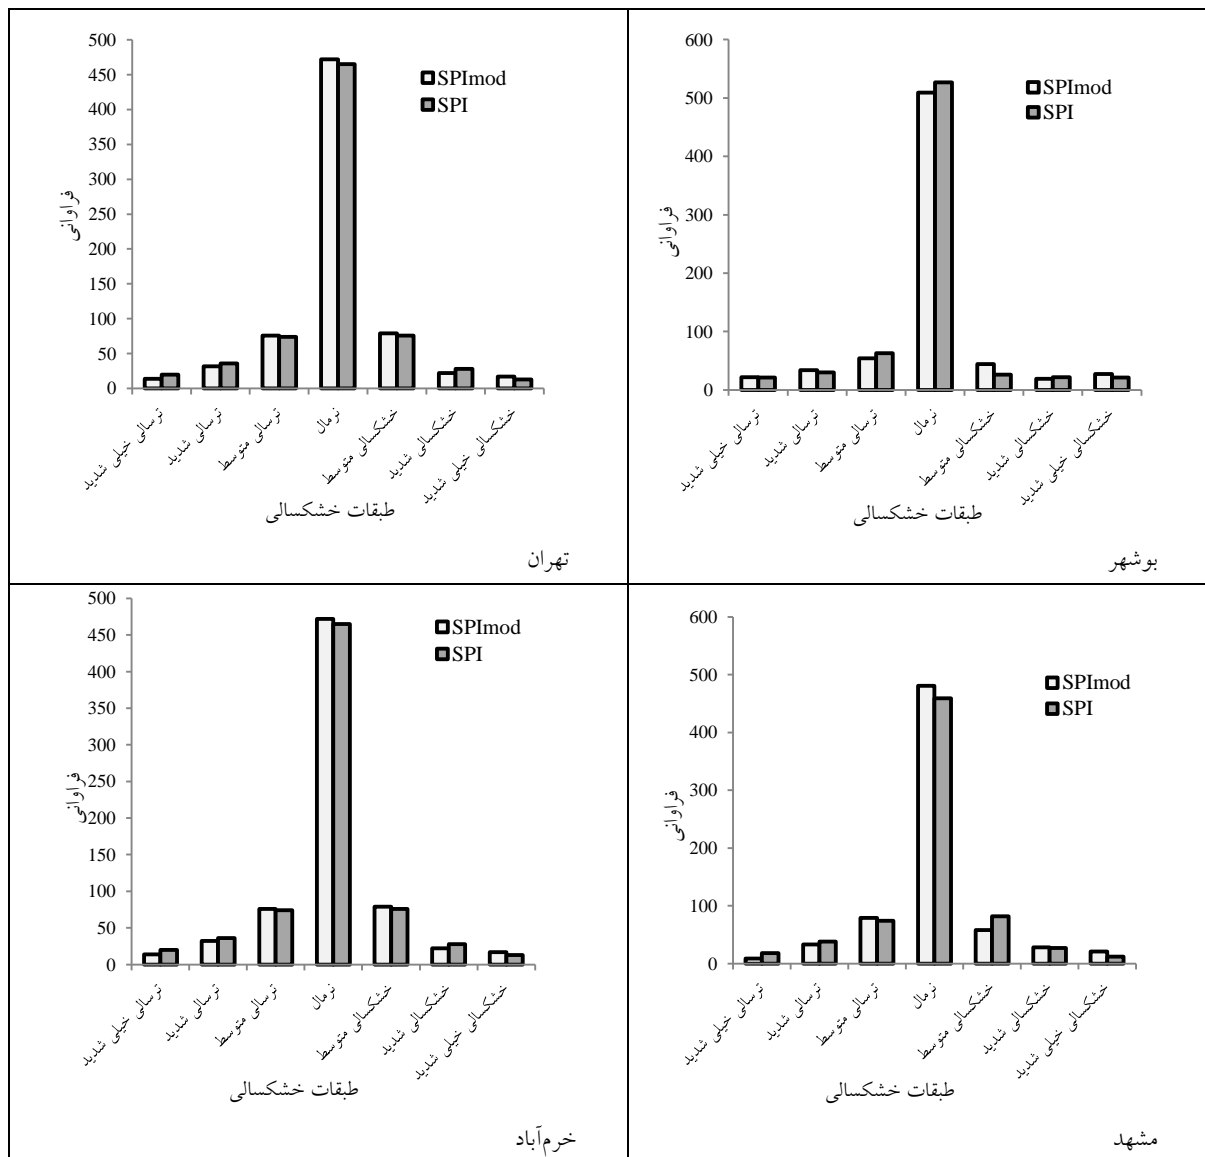 500
450
400
350
300
250
200
150
100
50
0
فراوانی
SPImod
SPI
ترسالی خیلی شدید
ترسالی شدید
ترسالی متوسط
نرمال
خشکسالی متوسط
خشکسالی شدید
خشکسالی خیلی شدید
طبقات خشکسالی
تهران
600
500
400
300
200
100
0
فراوانی
SPImod
SPI
ترسالی خیلی شدید
ترسالی شدید
ترسالی متوسط
نرمال
خشکسالی متوسط
خشکسالی شدید
خشکسالی خیلی شدید
طبقات خشکسالی
بوشهر
500
450
400
350
300
250
200
150
100
50
0
فراوانی
SPImod
SPI
ترسالی خیلی شدید
ترسالی شدید
ترسالی متوسط
نرمال
خشکسالی متوسط
خشکسالی شدید
خشکسالی خیلی شدید
طبقات خشکسالی
خرم‌آباد
600
500
400
300
200
100
0
فراوانی
SPImod
SPI
ترسالی خیلی شدید
ترسالی شدید
ترسالی متوسط
نرمال
خشکسالی متوسط
خشکسالی شدید
خشکسالی خیلی شدید
طبقات خشکسالی
مشهد